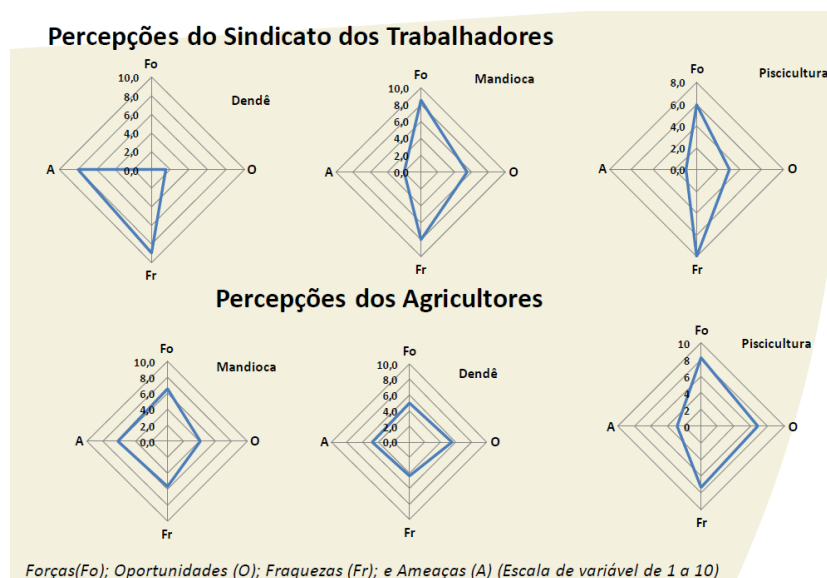 Percepções do Sindicato dos Trabalhadores
Fo
10,0
8,0
6,0
4,0
2,0
0,0
A
O
Fr
Dendê
Fo
10,0
8,0
6,0
4,0
2,0
0,0
A
O
Fr
Mandioca
Fo
8,0
6,0
4,0
2,0
0,0
A
O
Fr
Piscicultura
Percepções dos Agricultores
Fo
10,0
8,0
6,0
4,0
2,0
0,0
A
O
Fr
Mandioca
Fo
10,0
8,0
6,0
4,0
2,0
0,0
A
O
Fr
Dendê
Fo
10
8
6
4
2
0
A
O
Fr
Piscicultura
Forças(Fo); Oportunidades (O); Fraquezas (Fr); e Ameaças (A) (Escala de variável de 1 a 10)